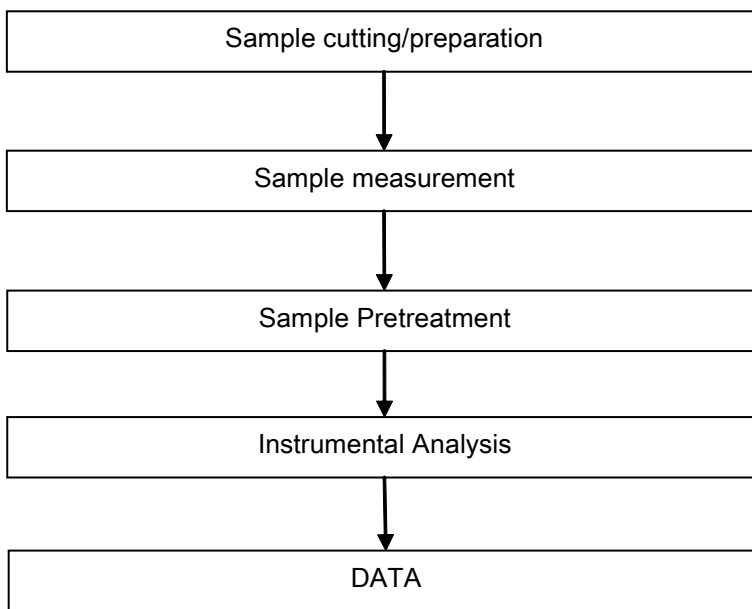 Sample cutting/preparation
Sample measurement
Sample Pretreatment
Instrumental Analysis
DATA